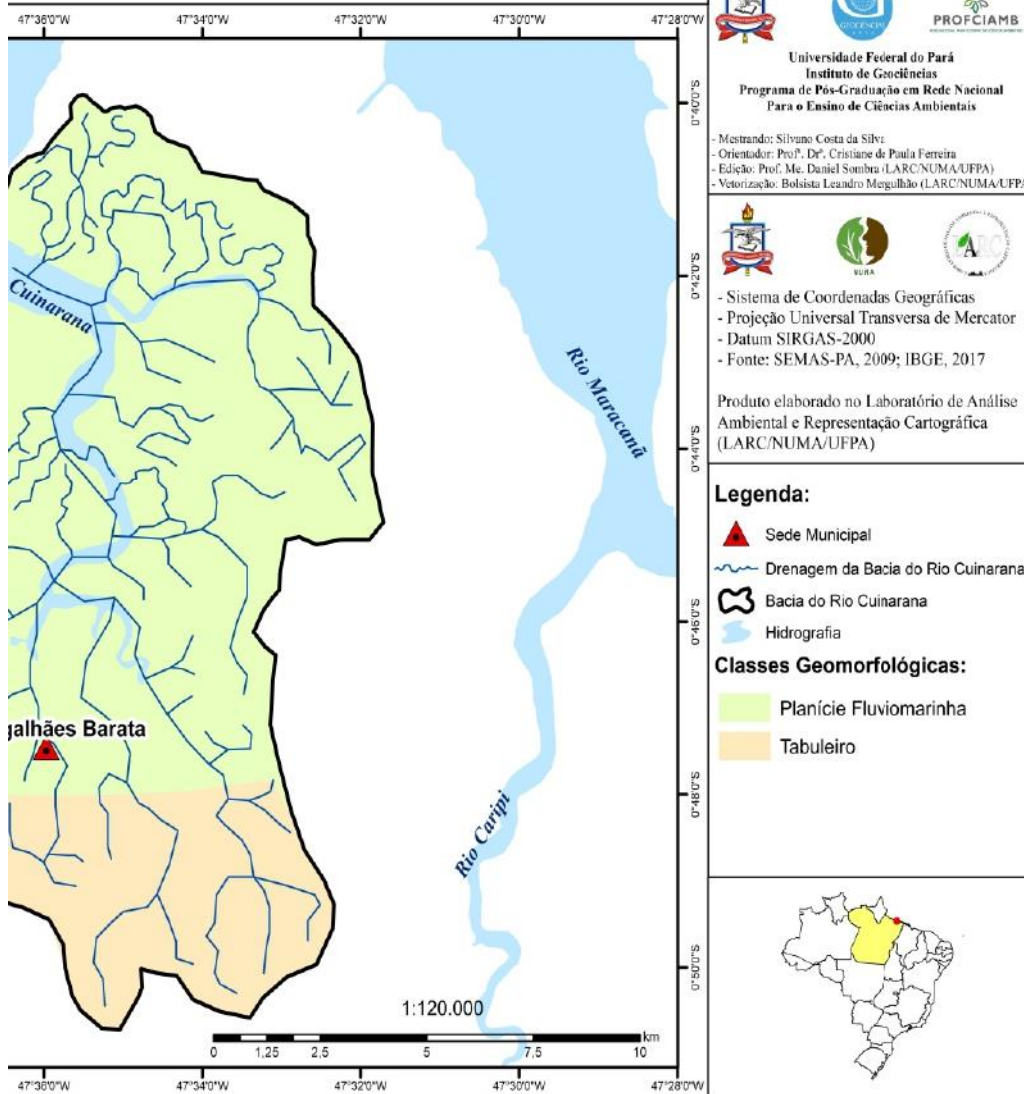 47°36'0"W
47°34'0"W
47°32'0"W
47°30'0"W
47°28'0"W
GEOCIÊNCIAS
PROFCIAMB
Universidade Federal do Pará
Instituto de Geociências
Programa de Pós-Graduação em Rede Nacional
Para o Ensino de Ciências Ambientais
- Mestrando: Silvano Costa da Silva
- Orientador: Profª. Drª. Cristiane de Paula Ferreira
- Edição: Prof. Me. Daniel Sombra (LARC/NUMA/UFPA)
- Vetorização: Bolsista Leandro Mergulhão (LARC/NUMA/UFPA
NUMA
LARC
- Sistema de Coordenadas Geográficas
- Projeção Universal Transversa de Mercator
- Datum SIRGAS-2000
- Fonte: SEMAS-PA, 2009; IBGE, 2017
Produto elaborado no Laboratório de Análise
Ambiental e Representação Cartográfica
(LARC/NUMA/UFPA)
Legenda:
Sede Municipal
Drenagem da Bacia do Rio Cuinarana
Bacia do Rio Cuinarana
Hidrografia
Classes Geomorfológicas:
Planície Fluviomarinha
Tabuleiro
Cuinarana
Rio Maracanã
Rio Caripi
galhães Barata
0°40'0"S
0°42'0"S
0°44'0"S
0°46'0"S
0°48'0"S
0°50'0"S
1:120.000
km
0
1,25
2,5
5
7,5
10
47°36'0"W
47°34'0"W
47°32'0"W
47°30'0"W
47°28'0"W